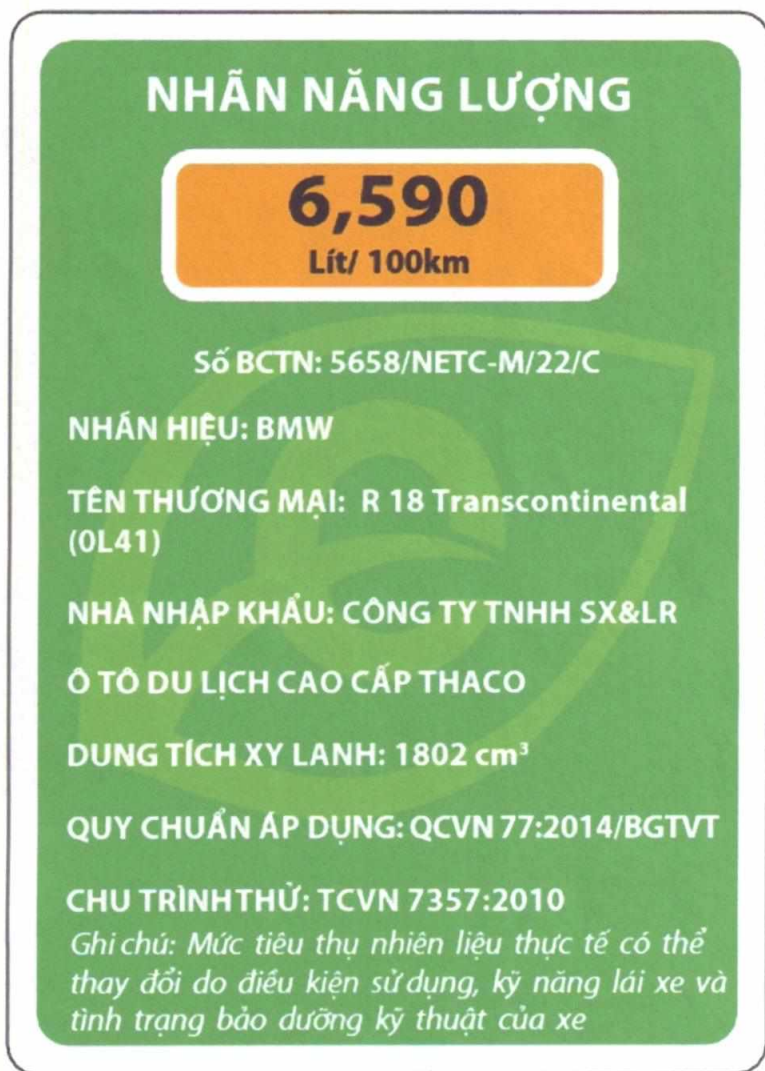 NHÃN NĂNG LƯỢNG
6,590
Lít/ 100km
Số BCTN: 5658/NETC-M/22/C
NHÃN HIỆU: BMW
TÊN THƯƠNG MẠI: R 18 Transcontinental
(0L41)
NHÀ NHẬP KHẨU: CÔNG TY TNHH SX&LR
Ô TÔ DU LỊCH CAO CẤP THACO
DUNG TÍCH XY LANH: 1802 cm³
QUY CHUẨN ÁP DỤNG: QCVN 77:2014/BGTVT
CHU TRÌNH THỬ: TCVN 7357:2010
Ghi chú: Mức tiêu thụ nhiên liệu thực tế có thể
thay đổi do điều kiện sử dụng, kỹ năng lái xe và
tình trạng bảo dưỡng kỹ thuật của xe